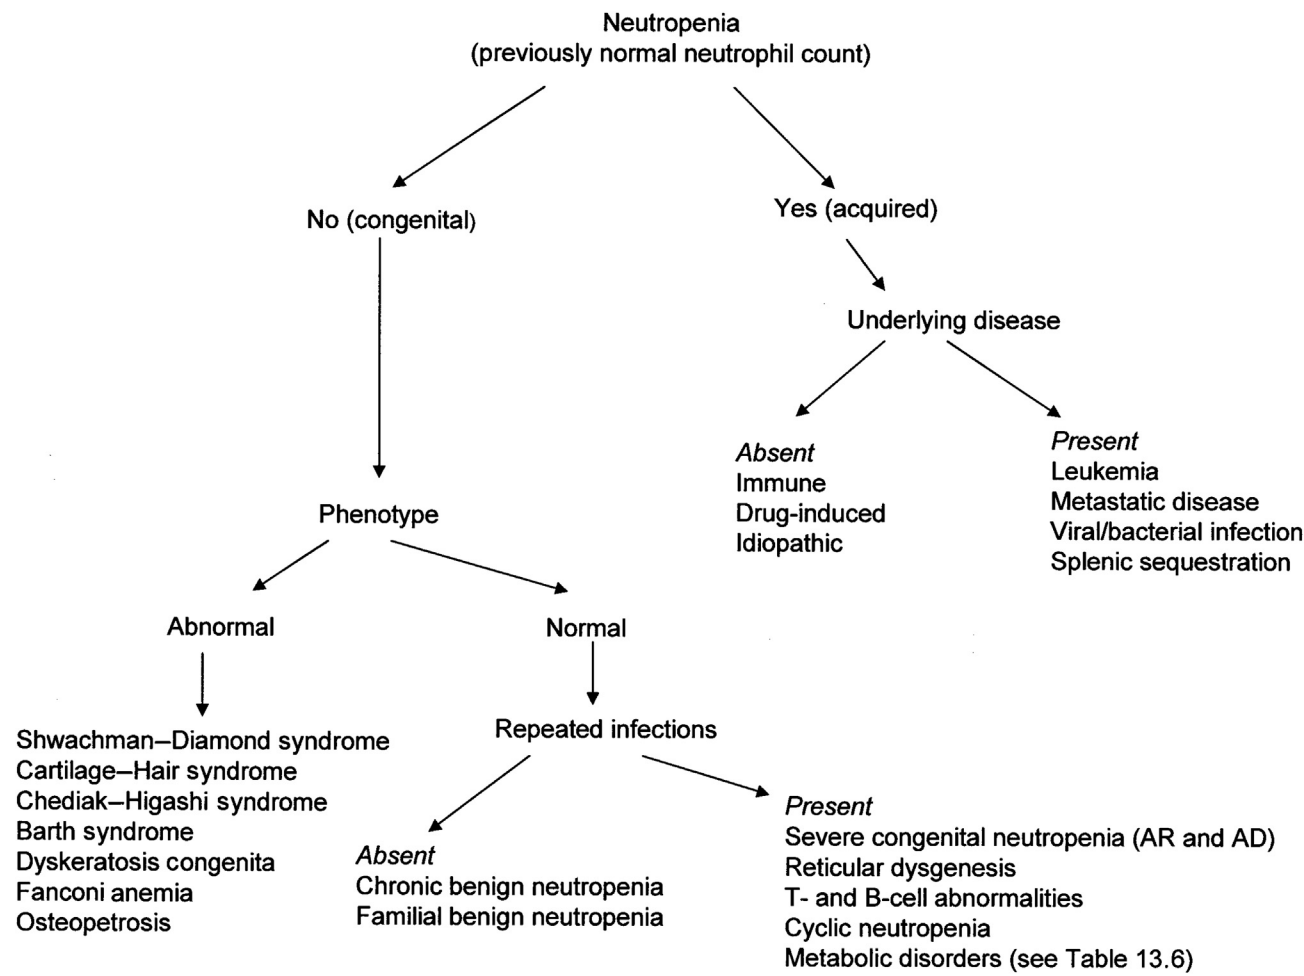 Neutropenia
(previously normal neutrophil count)
No (congenital)
Yes (acquired)
Underlying disease
Absent
Immune
Drug-induced
Idiopathic
Present
Leukemia
Metastatic disease
Viral/bacterial infection
Splenic sequestration
Phenotype
Abnormal
Normal
Shwachman–Diamond syndrome
Cartilage–Hair syndrome
Chediak–Higashi syndrome
Barth syndrome
Dyskeratosis congenita
Fanconi anemia
Osteopetrosis
Repeated infections
Absent
Chronic benign neutropenia
Familial benign neutropenia
Present
Severe congenital neutropenia (AR and AD)
Reticular dysgenesis
T- and B-cell abnormalities
Cyclic neutropenia
Metabolic disorders (see Table 13.6)